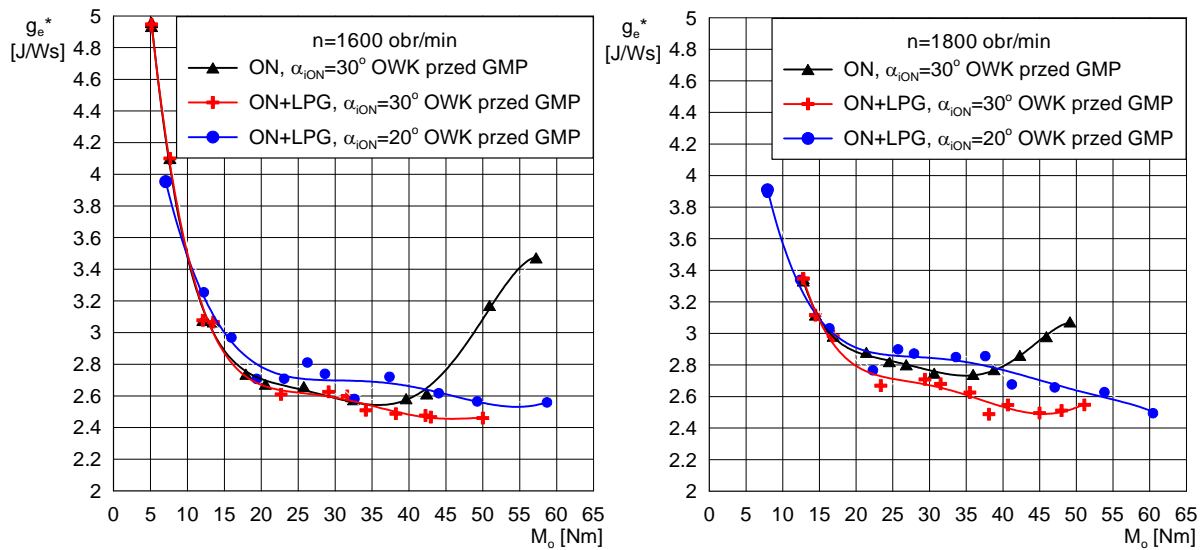 g_e* 
[J/Ws]
n=1600 obr/min
ON, α_iON=30° OWK przed GMP
ON+LPG, α_iON=30° OWK przed GMP
ON+LPG, α_iON=20° OWK przed GMP
5
4.8
4.6
4.4
4.2
4
3.8
3.6
3.4
3.2
3
2.8
2.6
2.4
2.2
2
0 5 10 15 20 25 30 35 40 45 50 55 60 65
M_o [Nm]
g_e*
[J/Ws]
n=1800 obr/min
ON, α_iON=30° OWK przed GMP
ON+LPG, α_iON=30° OWK przed GMP
ON+LPG, α_iON=20° OWK przed GMP
5
4.8
4.6
4.4
4.2
4
3.8
3.6
3.4
3.2
3
2.8
2.6
2.4
2.2
2
0 5 10 15 20 25 30 35 40 45 50 55 60 65
M_o [Nm]